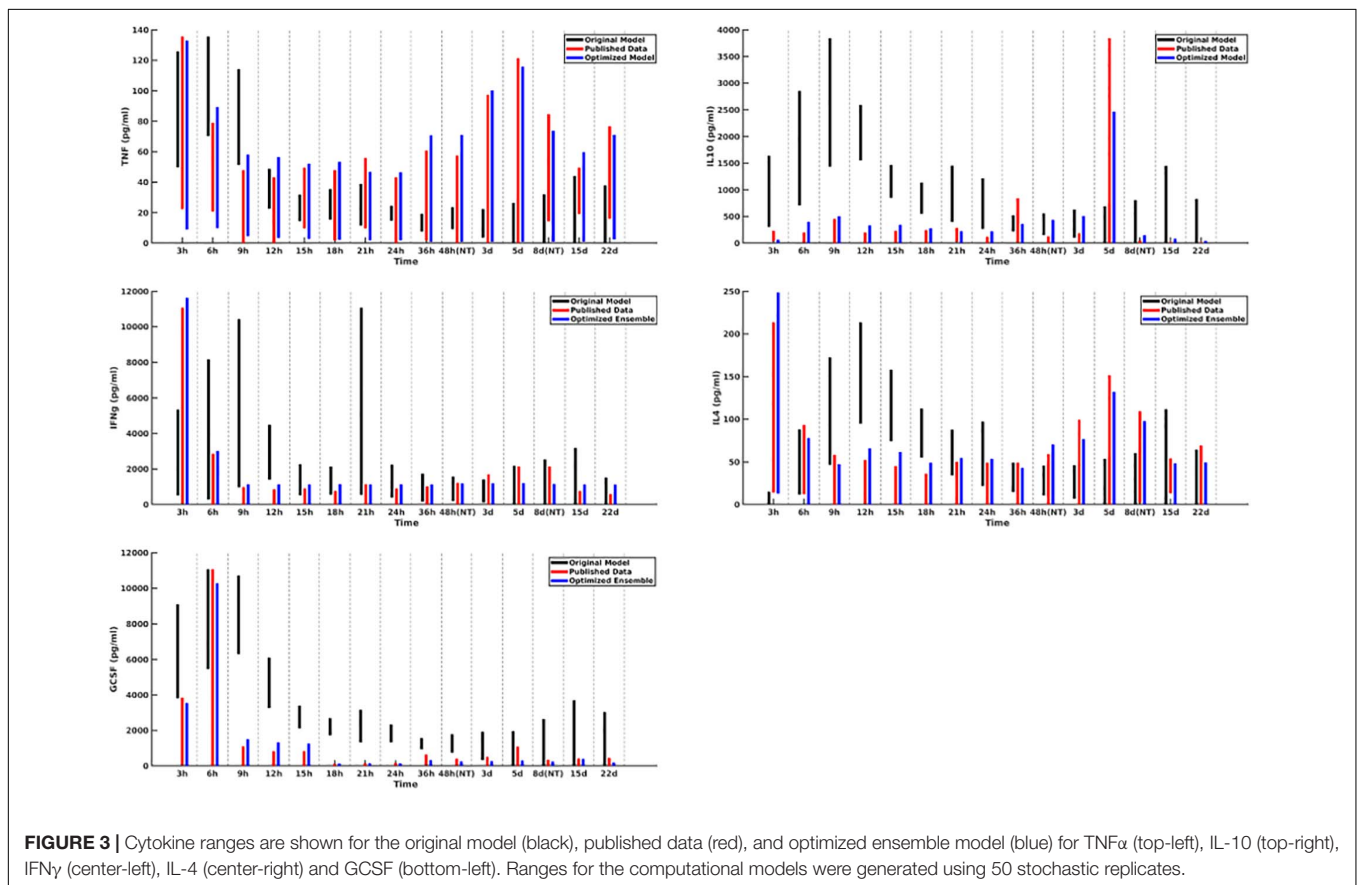 140
120
100
80
60
40
20
0
TNF (pg/ml)
Original Model
Published Data
Optimized Model
3h 6h 9h 12h 15h 18h 21h 24h 36h 48h(NT) 3d 5d 8d(NT) 15d 22d
Time
4000
3500
3000
2500
2000
1500
1000
500
0
IL10 (pg/ml)
Original Model
Published Data
Optimized Model
3h 6h 9h 12h 15h 18h 21h 24h 36h 48h(NT) 3d 5d 8d(NT) 15d 22d
Time
12000
10000
8000
6000
4000
2000
0
IFNg (pg/ml)
Original Model
Published Data
Optimized Ensemble
3h 6h 9h 12h 15h 18h 21h 24h 36h 48h(NT) 3d 5d 8d(NT) 15d 22d
Time
250
200
150
100
50
0
IL4 (pg/ml)
Original Model
Published Data
Optimized Ensemble
3h 6h 9h 12h 15h 18h 21h 24h 36h 48h(NT) 3d 5d 8d(NT) 15d 22d
Time
12000
10000
8000
6000
4000
2000
0
GCSF (pg/ml)
Original Model
Published Data
Optimized Ensemble
3h 6h 9h 12h 15h 18h 21h 24h 36h 48h(NT) 3d 5d 8d(NT) 15d 22d
Time
FIGURE 3 | Cytokine ranges are shown for the original model (black), published data (red), and optimized ensemble model (blue) for TNFα (top-left), IL-10 (top-right),
IFNγ (center-left), IL-4 (center-right) and GCSF (bottom-left). Ranges for the computational models were generated using 50 stochastic replicates.